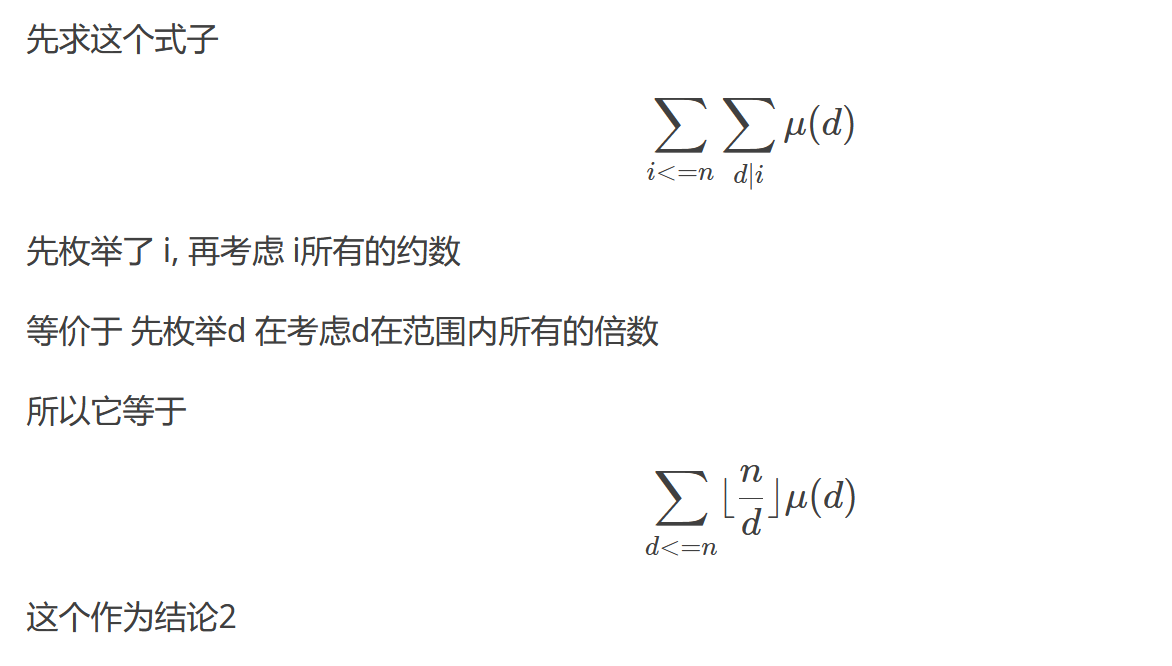 先求这个式子
∑_{i<=n} ∑_{d|i} μ(d)
先枚举了 i, 再考虑 i所有的约数
等价于 先枚举d 在考虑d在范围内所有的倍数
所以它等于
∑_{d<=n} ⌊n/d⌋μ(d)
这个作为结论2